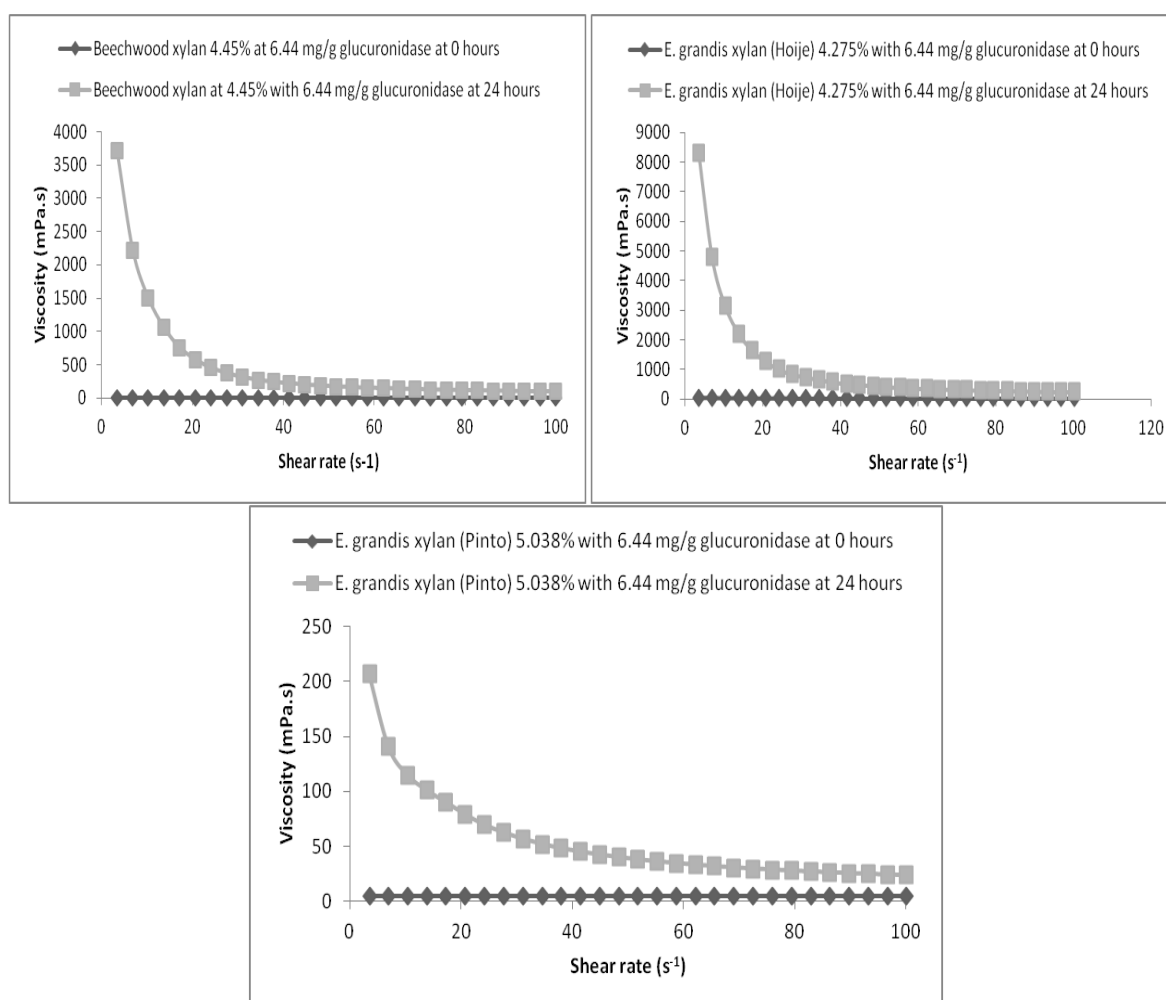 Beechwood xylan 4.45% at 6.44 mg/g glucuronidase at 0 hours
Beechwood xylan at 4.45% with 6.44 mg/g glucuronidase at 24 hours
4000
3500
3000
2500
2000
1500
1000
500
0
Viscosity (mPa.s)
0 20 40 60 80 100
Shear rate (s-1)
E. grandis xylan (Hoije) 4.275% with 6.44 mg/g glucuronidase at 0 hours
E. grandis xylan (Hoije) 4.275% with 6.44 mg/g glucuronidase at 24 hours
9000
8000
7000
6000
5000
4000
3000
2000
1000
0
Viscosity (mPa.s)
0 20 40 60 80 100 120
Shear rate (s⁻¹)
E. grandis xylan (Pinto) 5.038% with 6.44 mg/g glucuronidase at 0 hours
E. grandis xylan (Pinto) 5.038% with 6.44 mg/g glucuronidase at 24 hours
250
200
150
100
50
0
Viscosity (mPa.s)
0 20 40 60 80 100
Shear rate (s⁻¹)